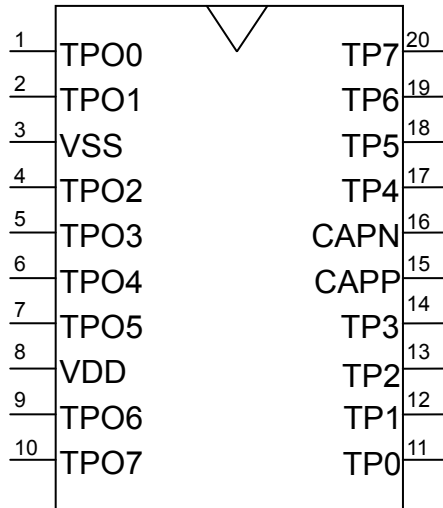 1 TPO0 TP7 20
2 TPO1 TP6 19
3 VSS TP5 18
4 TPO2 TP4 17
5 TPO3 CAPN 16
6 TPO4 CAPP 15
7 TPO5 TP3 14
8 VDD TP2 13
9 TPO6 TP1 12
10 TPO7 TP0 11